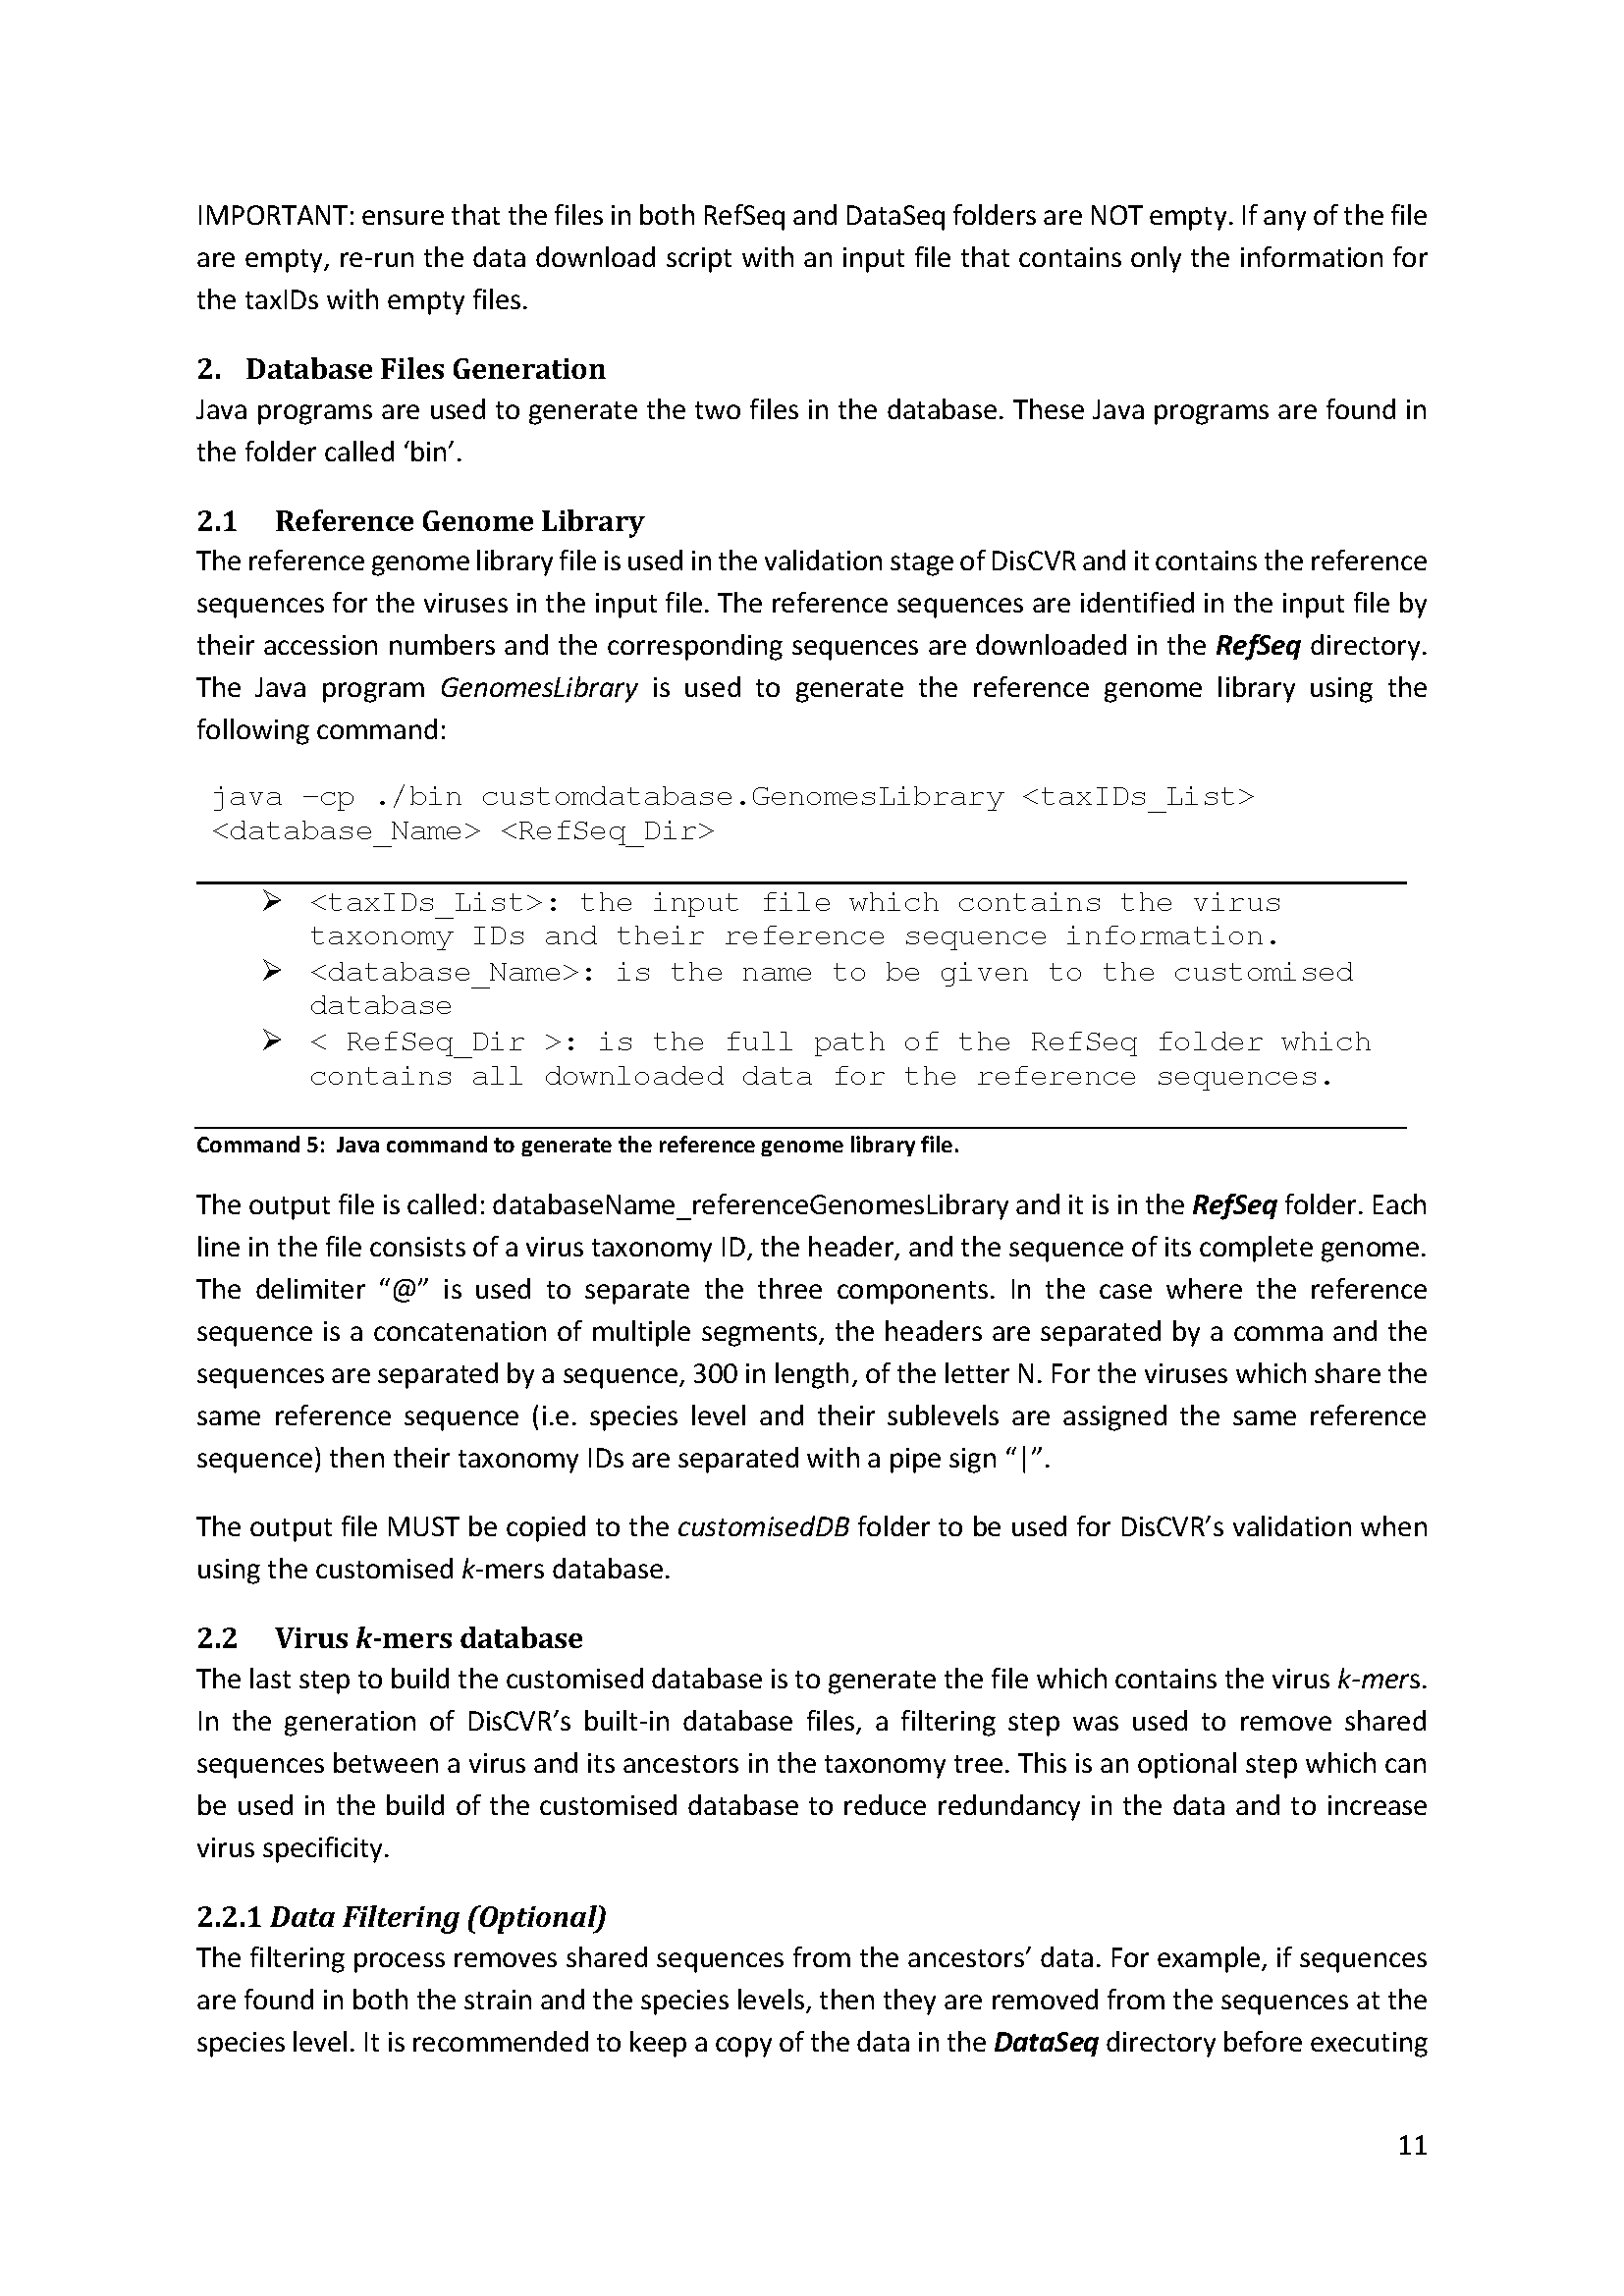 IMPORTANT: ensure that the files in both RefSeq and DataSeq folders are NOT empty. If any of the file
are empty, re-run the data download script with an input file that contains only the information for
the taxIDs with empty files.
2. Database Files Generation
Java programs are used to generate the two files in the database. These Java programs are found in
the folder called ‘bin’.
2.1 Reference Genome Library
The reference genome library file is used in the validation stage of DisCVR and it contains the reference
sequences for the viruses in the input file. The reference sequences are identified in the input file by
their accession numbers and the corresponding sequences are downloaded in the RefSeq directory.
The Java program GenomesLibrary is used to generate the reference genome library using the
following command:
java –cp ./bin customdatabase.GenomesLibrary <taxIDs_List>
<database_Name> <RefSeq_Dir>
➢ <taxIDs_List>: the input file which contains the virus
taxonomy IDs and their reference sequence information.
➢ <database_Name>: is the name to be given to the customised
database
➢ < RefSeq_Dir >: is the full path of the RefSeq folder which
contains all downloaded data for the reference sequences.
Command 5: Java command to generate the reference genome library file.
The output file is called: databaseName_referenceGenomesLibrary and it is in the RefSeq folder. Each
line in the file consists of a virus taxonomy ID, the header, and the sequence of its complete genome.
The delimiter “@” is used to separate the three components. In the case where the reference
sequence is a concatenation of multiple segments, the headers are separated by a comma and the
sequences are separated by a sequence, 300 in length, of the letter N. For the viruses which share the
same reference sequence (i.e. species level and their sublevels are assigned the same reference
sequence) then their taxonomy IDs are separated with a pipe sign “|”.
The output file MUST be copied to the customisedDB folder to be used for DisCVR’s validation when
using the customised k-mers database.
2.2 Virus k-mers database
The last step to build the customised database is to generate the file which contains the virus k-mers.
In the generation of DisCVR’s built-in database files, a filtering step was used to remove shared
sequences between a virus and its ancestors in the taxonomy tree. This is an optional step which can
be used in the build of the customised database to reduce redundancy in the data and to increase
virus specificity.
2.2.1 Data Filtering (Optional)
The filtering process removes shared sequences from the ancestors’ data. For example, if sequences
are found in both the strain and the species levels, then they are removed from the sequences at the
species level. It is recommended to keep a copy of the data in the DataSeq directory before executing
11